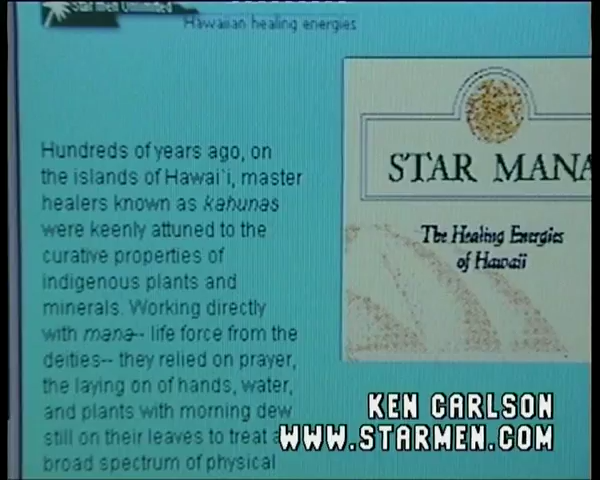 Star men Unlimited
Hawaiian healing energies
Hundreds of years ago, on
the islands of Hawai`i, master
healers known as kahunas
were keenly attuned to the
curative properties of
indigenous plants and
minerals. Working directly
with mana-- life force from the
deities-- they relied on prayer,
the laying on of hands, water,
and plants with morning dew
still on their leaves to treat a
broad spectrum of physical
STAR MANA
The Healing Energies
of Hawaii
KEN CARLSON
WWW.STARMEN.COM